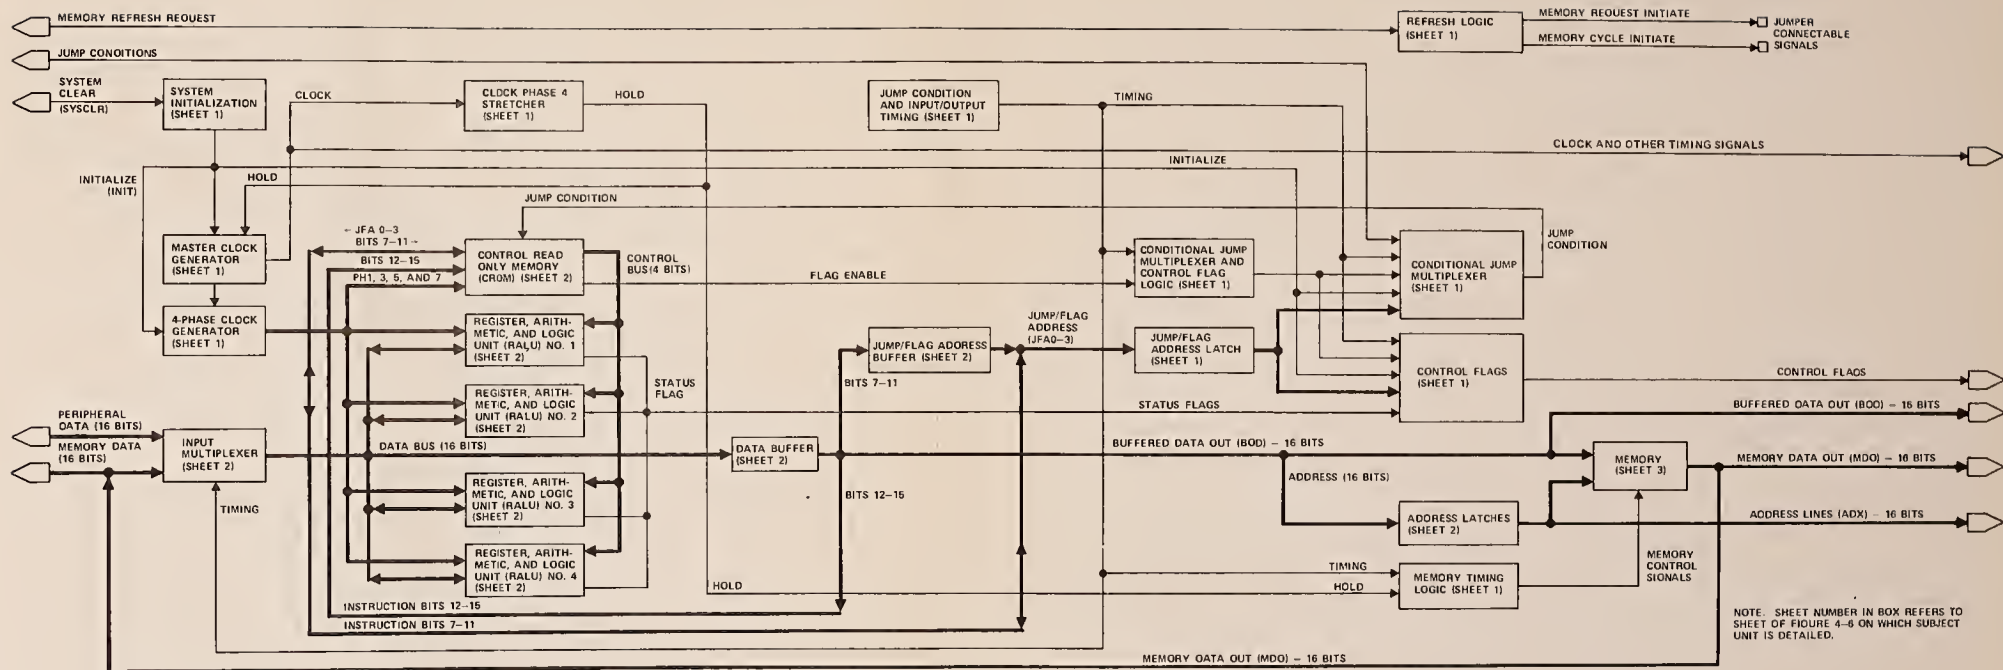 MEMORY REFRESH REQUEST
REFRESH LOGIC
(SHEET 1)
MEMORY REQUEST INITIATE
MEMORY CYCLE INITIATE
JUMPER
CONNECTABLE
SIGNALS
JUMP CONDITIONS
SYSTEM
CLEAR
(SYSCLR)
SYSTEM
INITIALIZATION
(SHEET 1)
CLOCK
CLOCK PHASE 4
STRETCHER
(SHEET 1)
HOLD
JUMP CONDITION
AND INPUT/OUTPUT
TIMING (SHEET 1)
TIMING
CLOCK AND OTHER TIMING SIGNALS
INITIALIZE
INITIALIZE
(INIT)
HOLD
JUMP CONDITION
MASTER CLOCK
GENERATOR
(SHEET 1)
←JFA 0–3
BITS 7–11→
BITS 12–15
PH1, 3, 5, AND 7
CONTROL READ
ONLY MEMORY
(CROM) (SHEET 2)
CONTROL
BUS(4 BITS)
FLAG ENABLE
CONDITIONAL JUMP
MULTIPLEXER AND
CONTROL FLAG
LOGIC (SHEET 1)
CONDITIONAL JUMP
MULTIPLEXER
(SHEET 1)
JUMP
CONDITION
4-PHASE CLOCK
GENERATOR
(SHEET 1)
REGISTER, ARITH-
METIC, AND LOGIC
UNIT (RALU) NO. 1
(SHEET 2)
JUMP/FLAG ADDRESS
BUFFER (SHEET 2)
JUMP/FLAG
ADDRESS
(JFA0–3)
JUMP/FLAG
ADDRESS LATCH
(SHEET 1)
CONTROL FLAGS
(SHEET 1)
CONTROL FLAGS
BITS 7–11
REGISTER, ARITH-
METIC, AND LOGIC
UNIT (RALU) NO. 2
(SHEET 2)
STATUS
FLAG
STATUS FLAGS
BUFFERED DATA OUT (BDO) – 16 BITS
PERIPHERAL
DATA (16 BITS)
MEMORY DATA
(16 BITS)
INPUT
MULTIPLEXER
(SHEET 2)
DATA BUS (16 BITS)
DATA BUFFER
(SHEET 2)
BUFFERED DATA OUT (BDO) – 16 BITS
MEMORY
(SHEET 3)
MEMORY DATA OUT (MDO) – 16 BITS
ADDRESS (16 BITS)
BITS 12–15
TIMING
REGISTER, ARITH-
METIC, AND LOGIC
UNIT (RALU) NO. 3
(SHEET 2)
ADDRESS LATCHES
(SHEET 2)
ADDRESS LINES (ADX) – 16 BITS
REGISTER, ARITH-
METIC, AND LOGIC
UNIT (RALU) NO. 4
(SHEET 2)
HOLD
TIMING
HOLD
MEMORY TIMING
LOGIC (SHEET 1)
MEMORY
CONTROL
SIGNALS
INSTRUCTION BITS 12–15
INSTRUCTION BITS 7–11
NOTE. SHEET NUMBER IN BOX REFERS TO
SHEET OF FIGURE 4–6 ON WHICH SUBJECT
UNIT IS DETAILED.
MEMORY DATA OUT (MDO) – 16 BITS